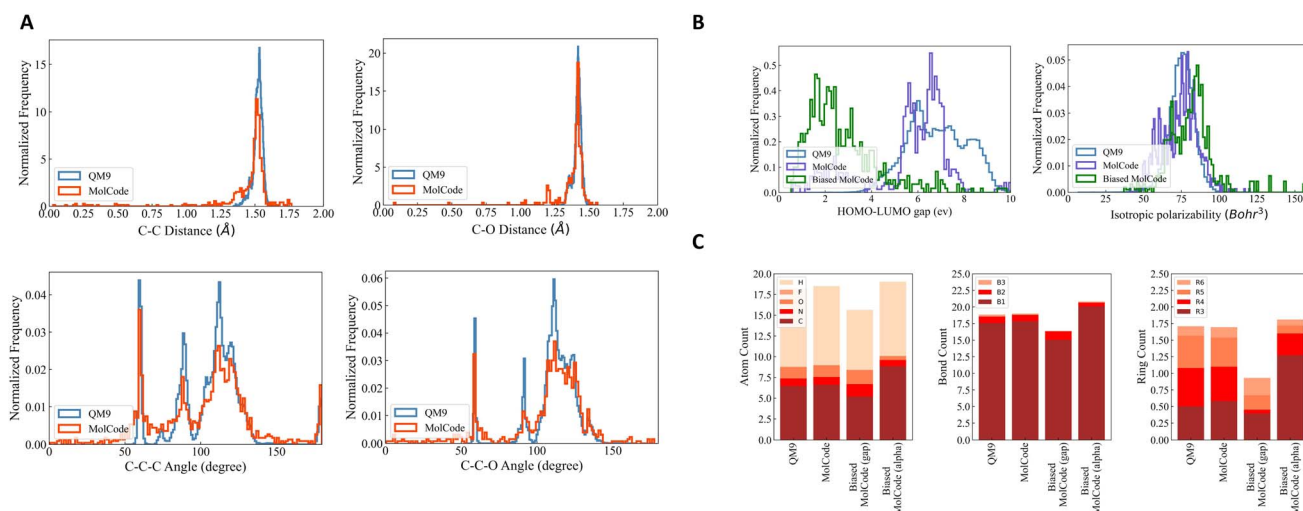 A
Normalized Frequency
15
10
5
0
QM9
MolCode
0.00 0.25 0.50 0.75 1.00 1.25 1.50 1.75 2.00
C-C Distance (Å)
Normalized Frequency
20
15
10
5
0
QM9
MolCode
0.00 0.25 0.50 0.75 1.00 1.25 1.50 1.75 2.00
C-O Distance (Å)
Normalized Frequency
0.04
0.03
0.02
0.01
0.00
QM9
MolCode
50 100 150
C-C-C Angle (degree)
Normalized Frequency
0.06
0.05
0.04
0.03
0.02
0.01
0.00
QM9
MolCode
0 50 100 150
C-C-O Angle (degree)
B
Normalized Frequency
0.5
0.4
0.3
0.2
0.1
0.0
QM9
MolCode
Biased MolCode
0 2 4 6 8 10
HOMO-LUMO gap (ev)
Normalized Frequency
0.05
0.04
0.03
0.02
0.01
0.00
QM9
MolCode
Biased MolCode
0 25 50 75 100 125 150
Isotropic polarizability (Bohr³)
C
Atom Count
20.0
17.5
15.0
12.5
10.0
7.5
5.0
2.5
0.0
H
F
O
N
C
QM9
MolCode
Biased
MolCode (gap)
Biased
MolCode (alpha)
Bond Count
25.0
22.5
20.0
17.5
15.0
12.5
10.0
7.5
5.0
2.5
0.0
B3
B2
B1
QM9
MolCode
Biased
MolCode (gap)
Biased
MolCode (alpha)
Ring Count
2.50
2.25
2.00
1.75
1.50
1.25
1.00
0.75
0.50
0.25
0.00
R6
R5
R4
R3
QM9
MolCode
Biased
MolCode (gap)
Biased
MolCode (alpha)